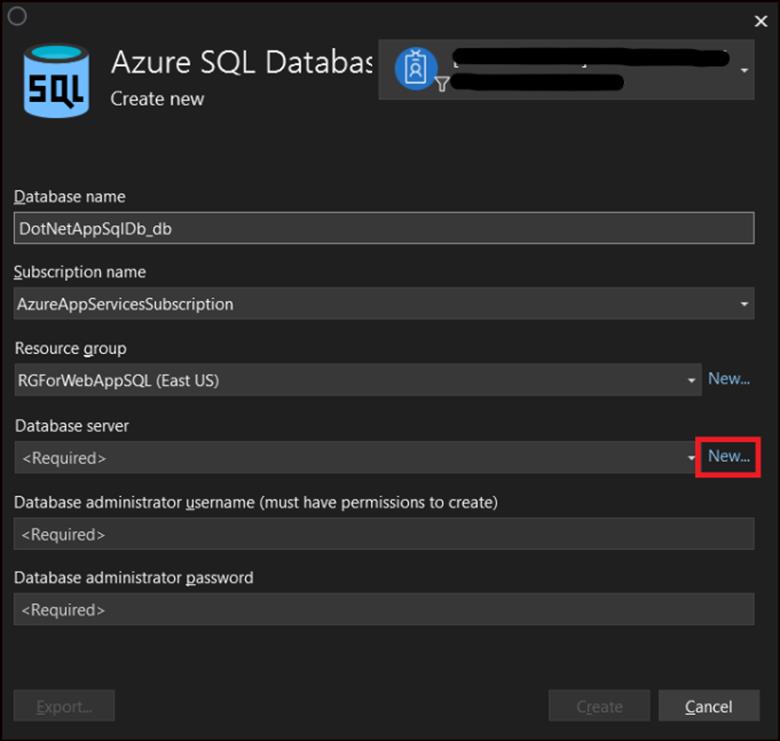 SQL
Azure SQL Databas
Create new
Database name
DotNetAppSqlDb_db
Subscription name
AzureAppServicesSubscription
Resource group
RGForWebAppSQL (East US)
New...
Database server
<Required>
New...
Database administrator username (must have permissions to create)
<Required>
Database administrator password
<Required>
Export...
Create
Cancel